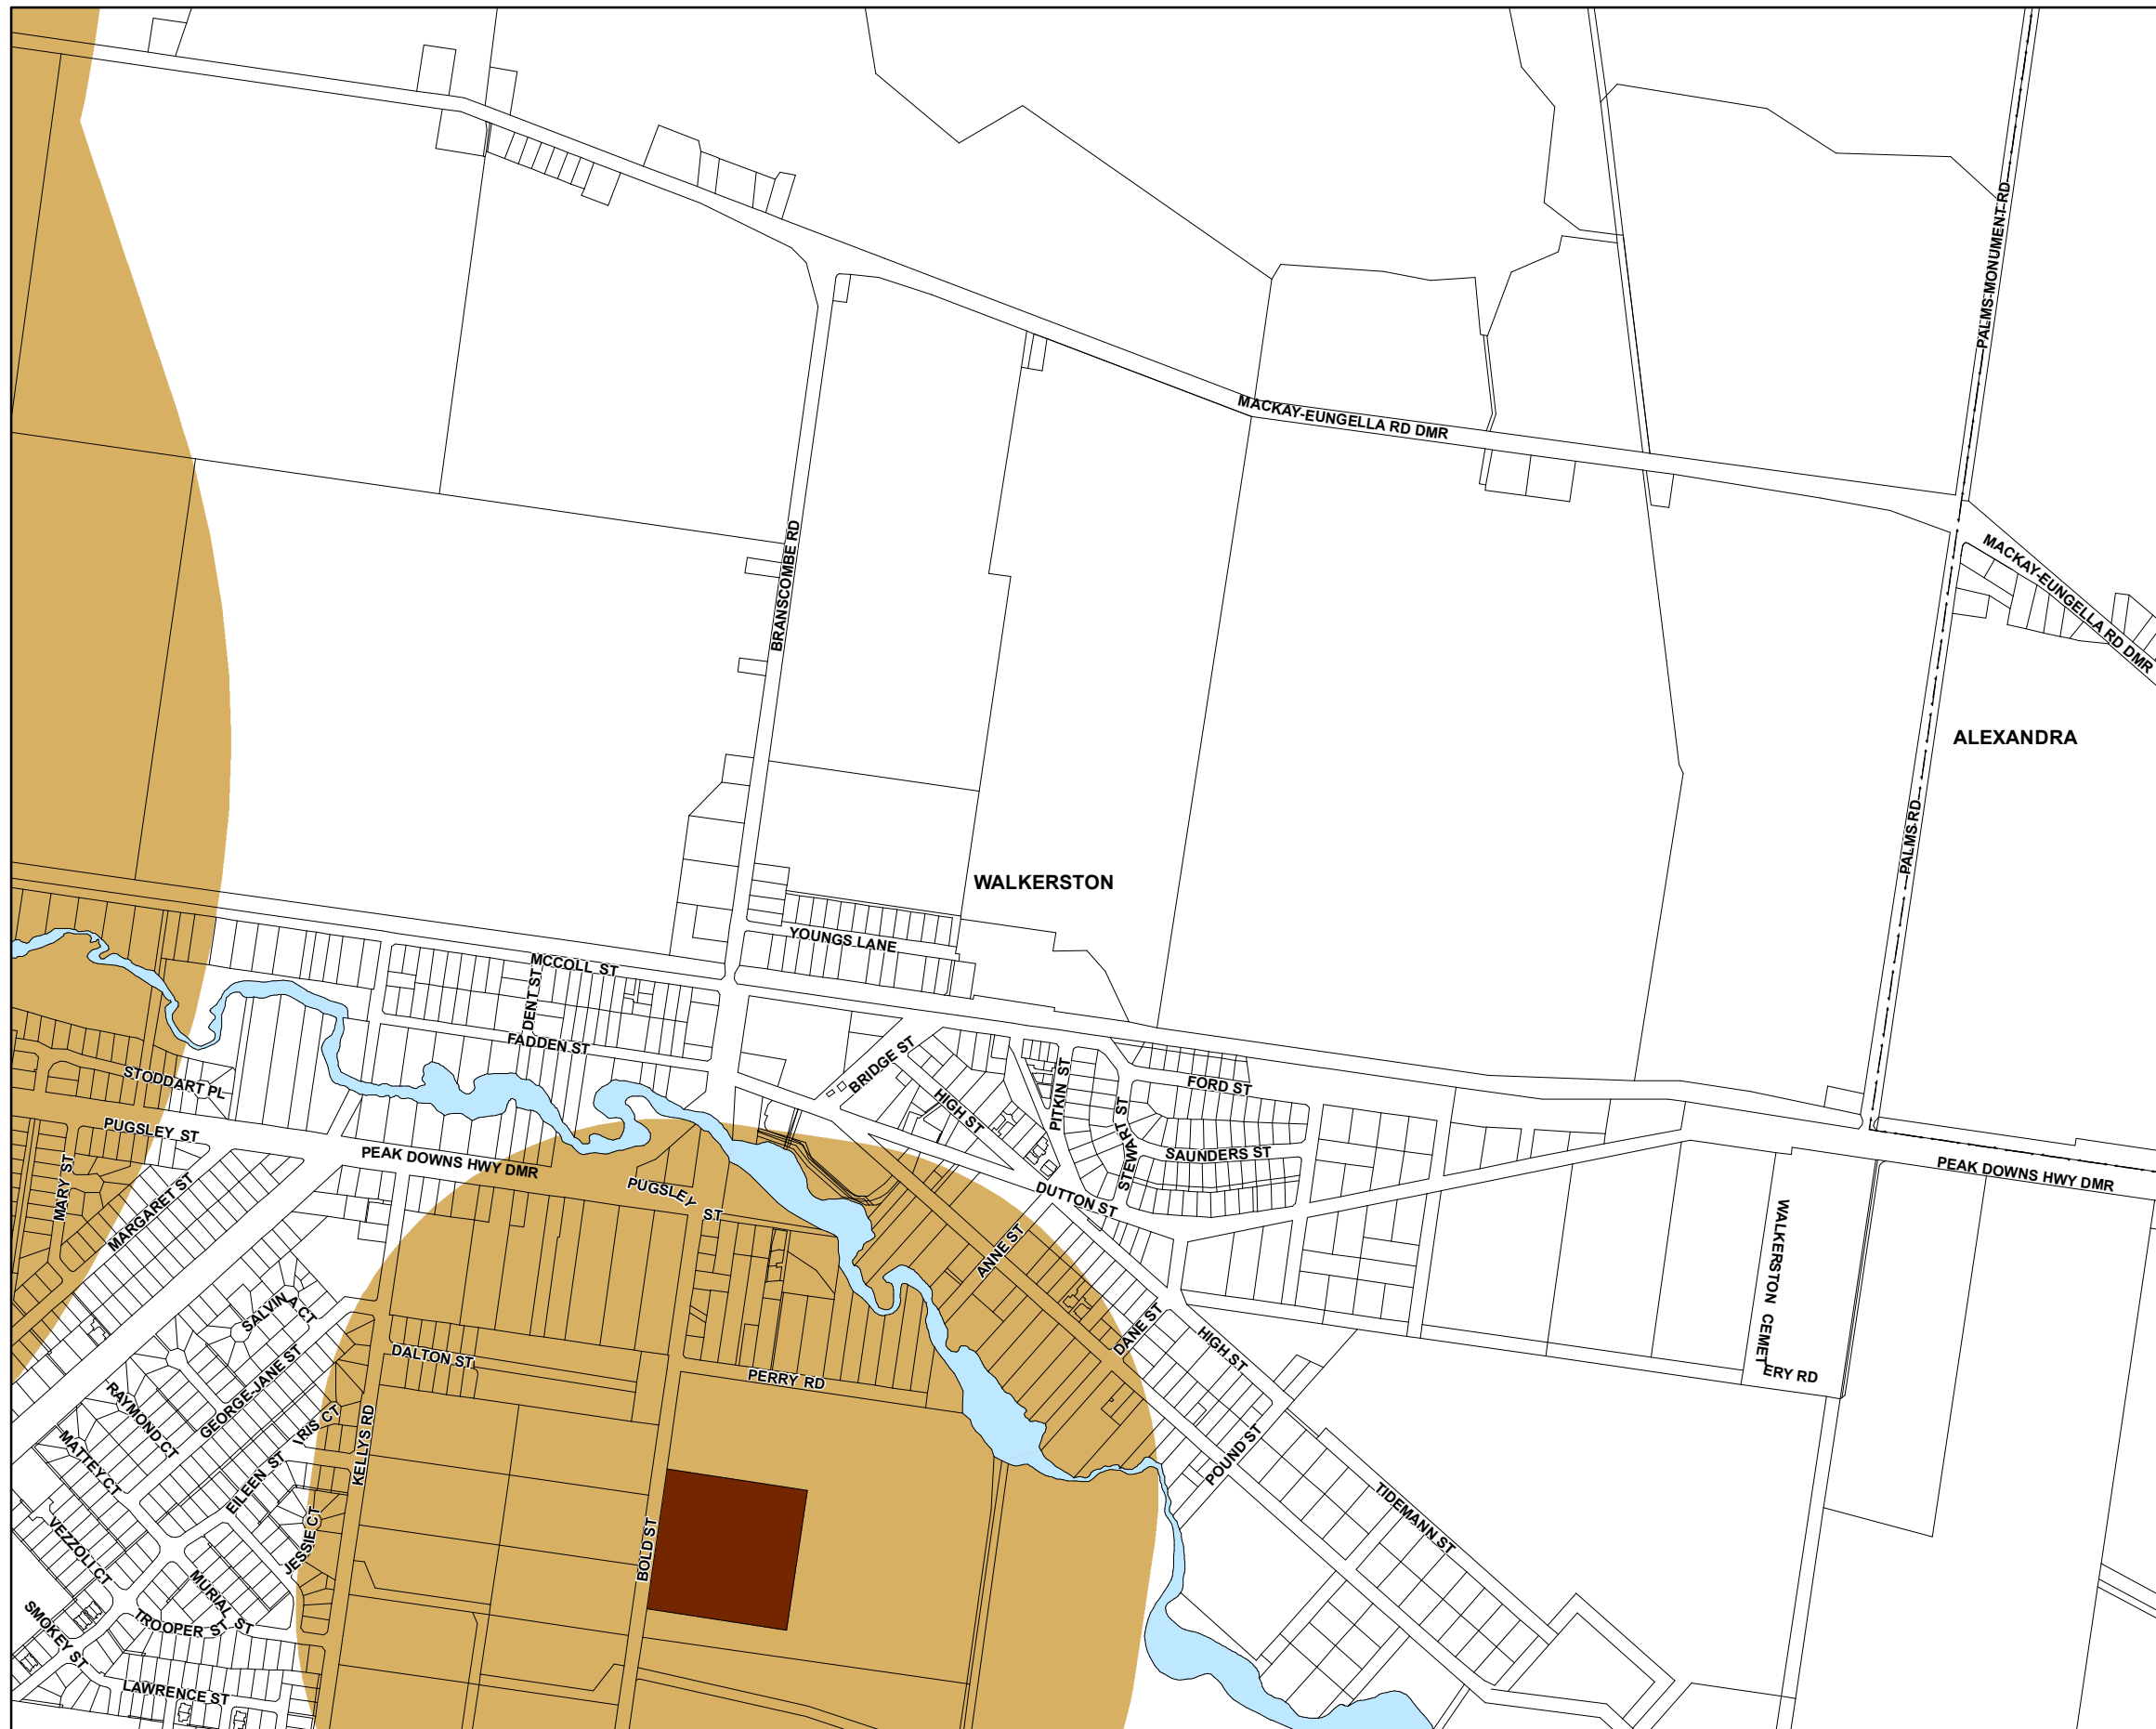 PALMS-MONUMENT-RD
MACKAY-EUNGELLA RD DMR
MACKAY-EUNGELLA RD DMR
BRANSCOMBE RD
ALEXANDRA
PALMS RD
WALKERSTON
YOUNGS LANE
MCCOLL ST
DENT ST
FADDEN ST
BRIDGE ST
HIGH ST
PITKIN ST
FORD ST
STEWART ST
SAUNDERS ST
STODDART PL
PUGSLEY ST
PEAK DOWNS HWY DMR
PEAK DOWNS HWY DMR
MARY ST
MARGARET ST
PUGSLEY ST
DUTTON ST
ANNE ST
WALKERSTON CEMET
ERY RD
SALVIN A CT
DANE ST
HIGH ST
DALTON ST
PERRY RD
GEORGE-JANE ST
RAYMOND CT
IRIS CT
KELLYS RD
MATTEY CT
EILEEN ST
POUND ST
TIDEMANN ST
VEZZOLI CT
JESSIE CT
BOLD ST
MURIAL ST
SMOKEY ST
TROOPER ST
LAWRENCE ST